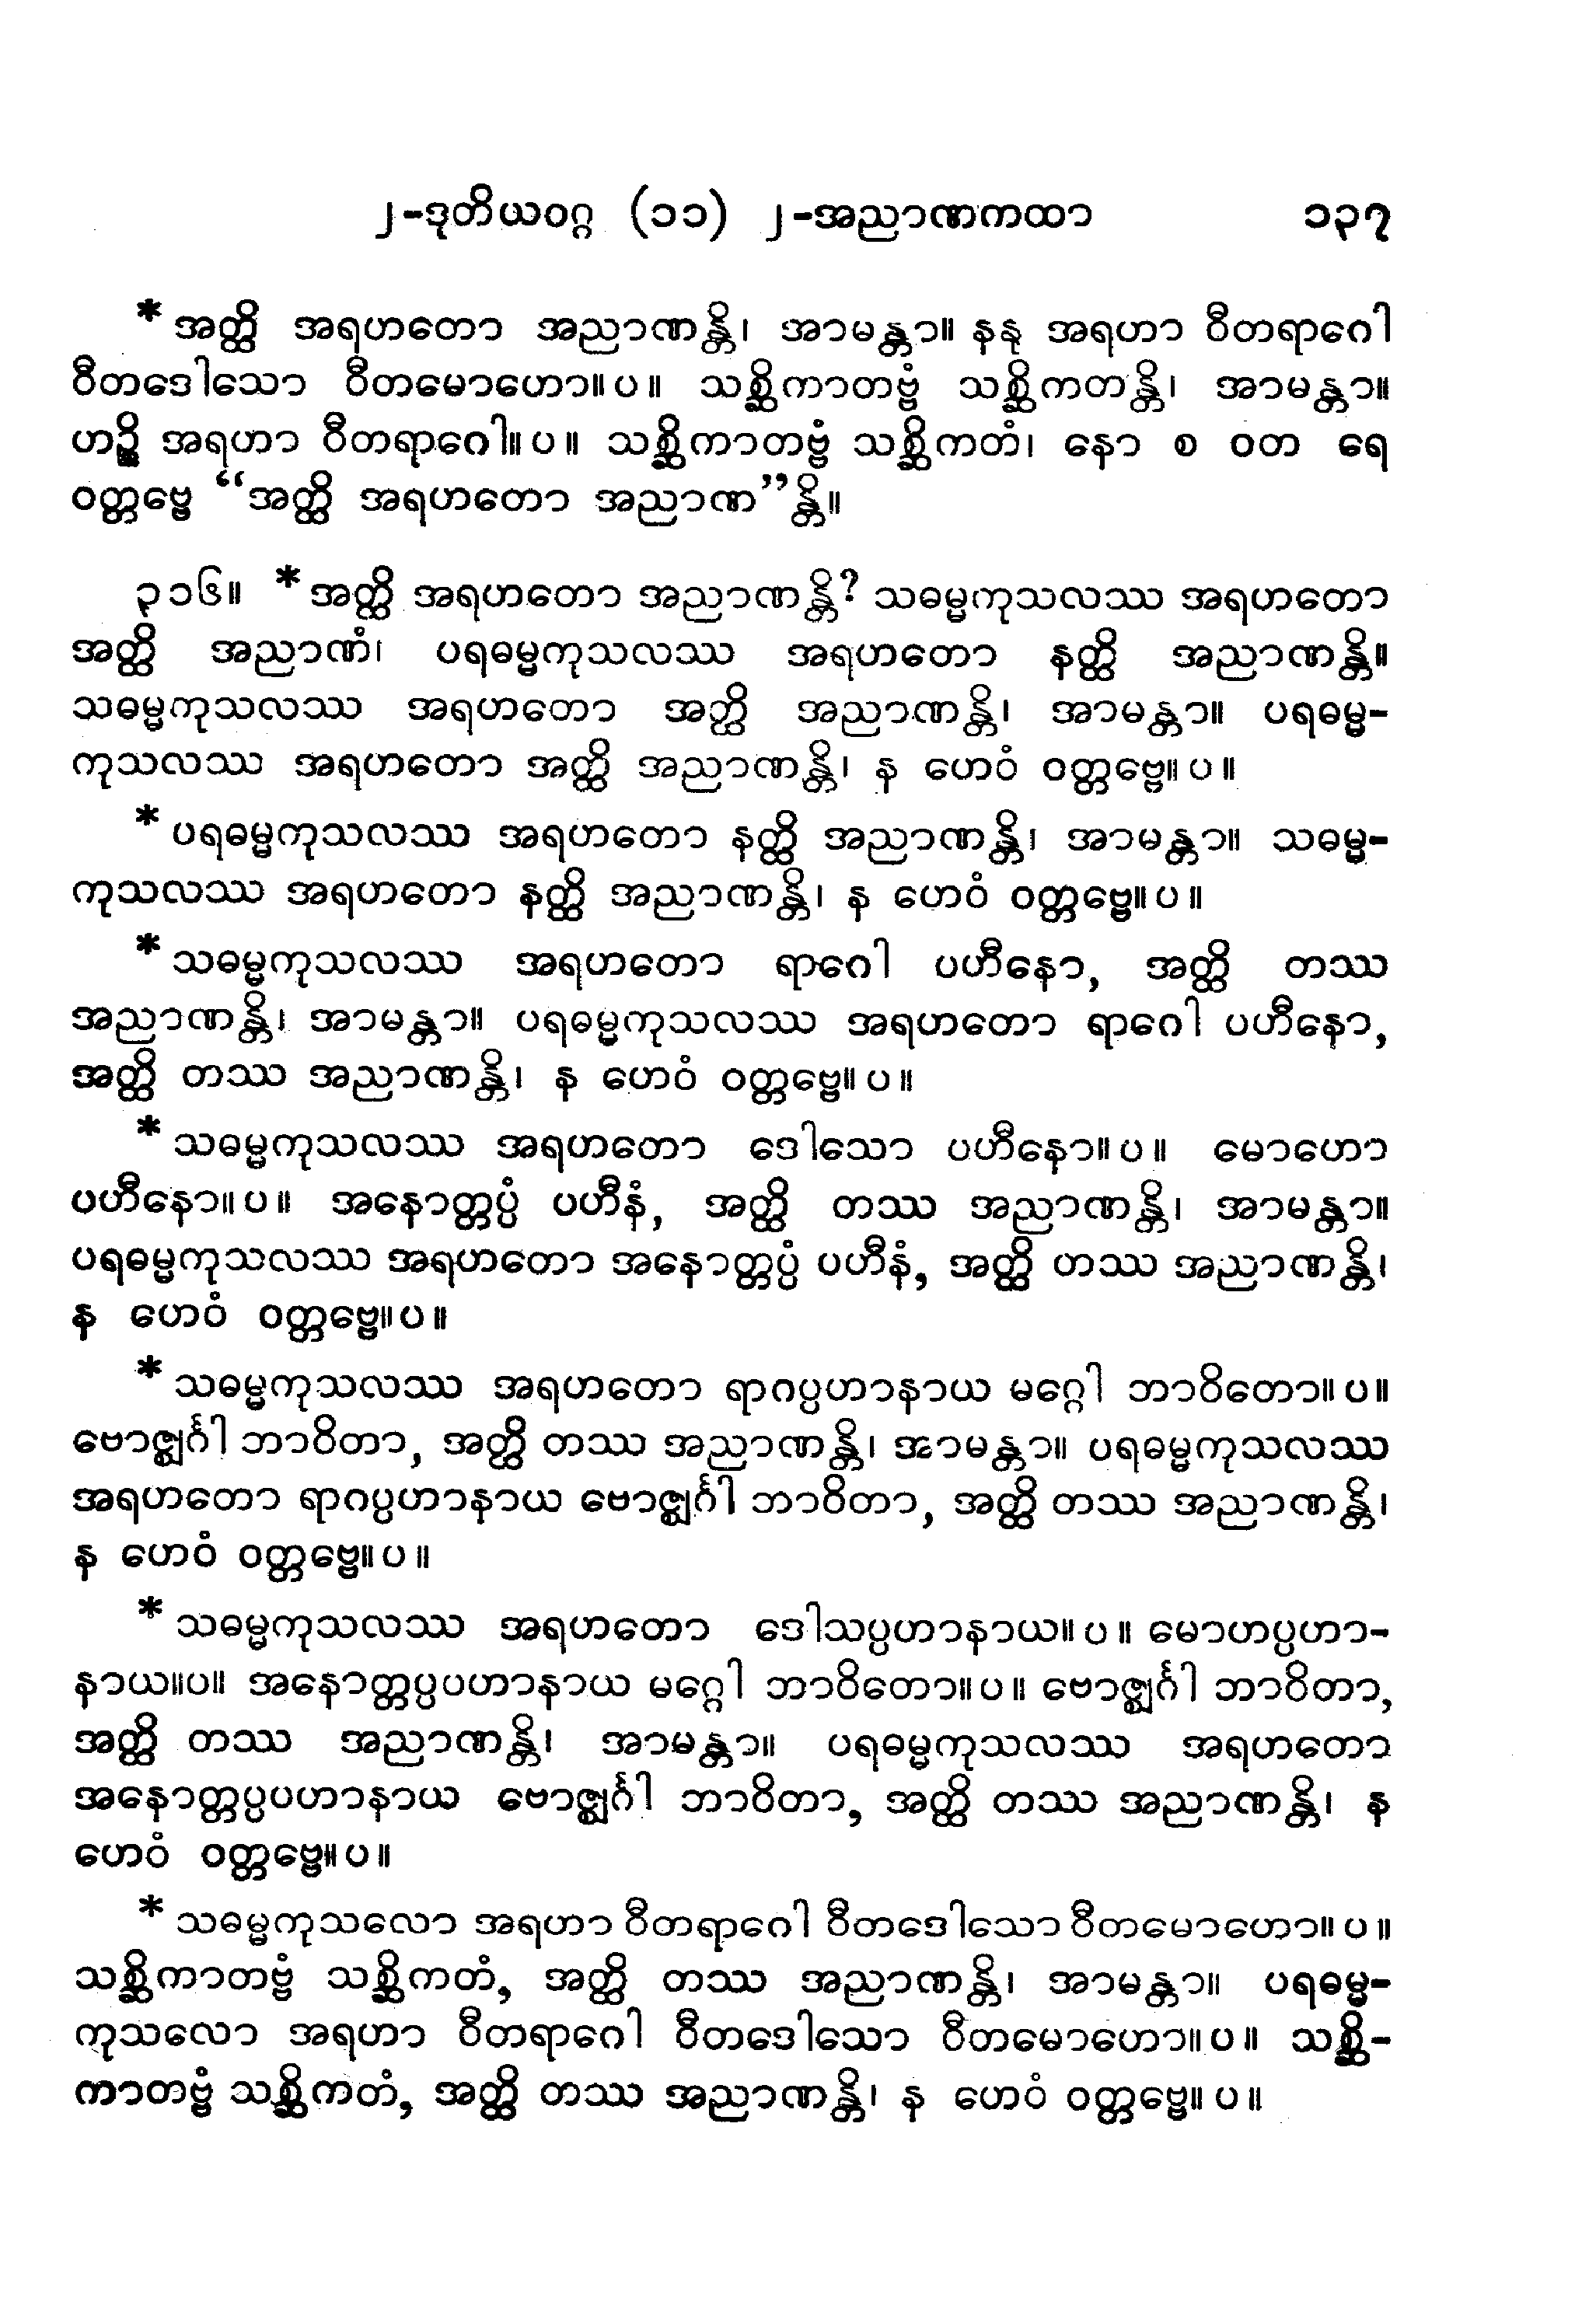 ၂-ဒုတိယဝဂ္ဂ (၁၁) ၂-အညာဏကထာ ၁၃၇
* အတ္ထိ အရဟတော အညာဏန္တိ၊ အာမန္တာ။ နနု အရဟာ ဝီတရာဂေါ
ဝီတဒေါသော ဝီတမောဟော။ပ။ သစ္ဆိကာတဗ္ဗံ သစ္ဆိကတန္တိ၊ အာမန္တာ။
ဟဉ္စိ အရဟာ ဝီတရာဂေါ။ပ။ သစ္ဆိကာတဗ္ဗံ သစ္ဆိကတံ၊ နော စ ဝတ ရေ
ဝတ္တဗ္ဗေ “အတ္ထိ အရဟတော အညာဏ”န္တိ။
၃၁၆။ * အတ္ထိ အရဟတော အညာဏန္တိ? သဓမ္မကုသလဿ အရဟတော
အတ္ထိ အညာဏံ၊ ပရဓမ္မကုသလဿ အရဟတော နတ္ထိ အညာဏန္တိ။
သဓမ္မကုသလဿ အရဟတော အတ္ထိ အညာဏန္တိ၊ အာမန္တာ။ ပရဓမ္မ-
ကုသလဿ အရဟတော အတ္ထိ အညာဏန္တိ၊ န ဟေဝံ ဝတ္တဗ္ဗေ။ပ။
* ပရဓမ္မကုသလဿ အရဟတော နတ္ထိ အညာဏန္တိ၊ အာမန္တာ။ သဓမ္မ-
ကုသလဿ အရဟတော နတ္ထိ အညာဏန္တိ၊ န ဟေဝံ ဝတ္တဗ္ဗေ။ပ။
* သဓမ္မကုသလဿ အရဟတော ရာဂေါ ပဟီနော, အတ္ထိ တဿ
အညာဏန္တိ၊ အာမန္တာ။ ပရဓမ္မကုသလဿ အရဟတော ရာဂေါ ပဟီနော,
အတ္ထိ တဿ အညာဏန္တိ၊ န ဟေဝံ ဝတ္တဗ္ဗေ။ပ။
* သဓမ္မကုသလဿ အရဟတော ဒေါသော ပဟီနော။ပ။ မောဟော
ပဟီနော။ပ။ အနောတ္တပ္ပံ ပဟီနံ, အတ္ထိ တဿ အညာဏန္တိ၊ အာမန္တာ။
ပရဓမ္မကုသလဿ အရဟတော အနောတ္တပ္ပံ ပဟီနံ, အတ္ထိ တဿ အညာဏန္တိ၊
န ဟေဝံ ဝတ္တဗ္ဗေ။ပ။
* သဓမ္မကုသလဿ အရဟတော ရာဂပ္ပဟာနာယ မဂ္ဂေါ ဘာဝိတော။ပ။
ဗောဇ္ဈင်္ဂါ ဘာဝိတာ, အတ္ထိ တဿ အညာဏန္တိ၊ အာမန္တာ။ ပရဓမ္မကုသလဿ
အရဟတော ရာဂပ္ပဟာနာယ ဗောဇ္ဈင်္ဂါ ဘာဝိတာ, အတ္ထိ တဿ အညာဏန္တိ၊
န ဟေဝံ ဝတ္တဗ္ဗေ။ပ။
* သဓမ္မကုသလဿ အရဟတော ဒေါသပ္ပဟာနာယ။ပ။ မောဟပ္ပဟာ-
နာယ။ပ။ အနောတ္တပ္ပပဟာနာယ မဂ္ဂေါ ဘာဝိတော။ပ။ ဗောဇ္ဈင်္ဂါ ဘာဝိတာ,
အတ္ထိ တဿ အညာဏန္တိ၊ အာမန္တာ။ ပရဓမ္မကုသလဿ အရဟတော
အနောတ္တပ္ပပဟာနာယ ဗောဇ္ဈင်္ဂါ ဘာဝိတာ, အတ္ထိ တဿ အညာဏန္တိ၊ န
ဟေဝံ ဝတ္တဗ္ဗေ။ပ။
* သဓမ္မကုသလော အရဟာ ဝီတရာဂေါ ဝီတဒေါသော ဝီတမောဟော။ပ။
သစ္ဆိကာတဗ္ဗံ သစ္ဆိကတံ, အတ္ထိ တဿ အညာဏန္တိ၊ အာမန္တာ။ ပရဓမ္မ-
ကုသလော အရဟာ ဝီတရာဂေါ ဝီတဒေါသော ဝီတမောဟော။ပ။ သစ္ဆိ-
ကာတဗ္ဗံ သစ္ဆိကတံ, အတ္ထိ တဿ အညာဏန္တိ၊ န ဟေဝံ ဝတ္တဗ္ဗေ။ပ။